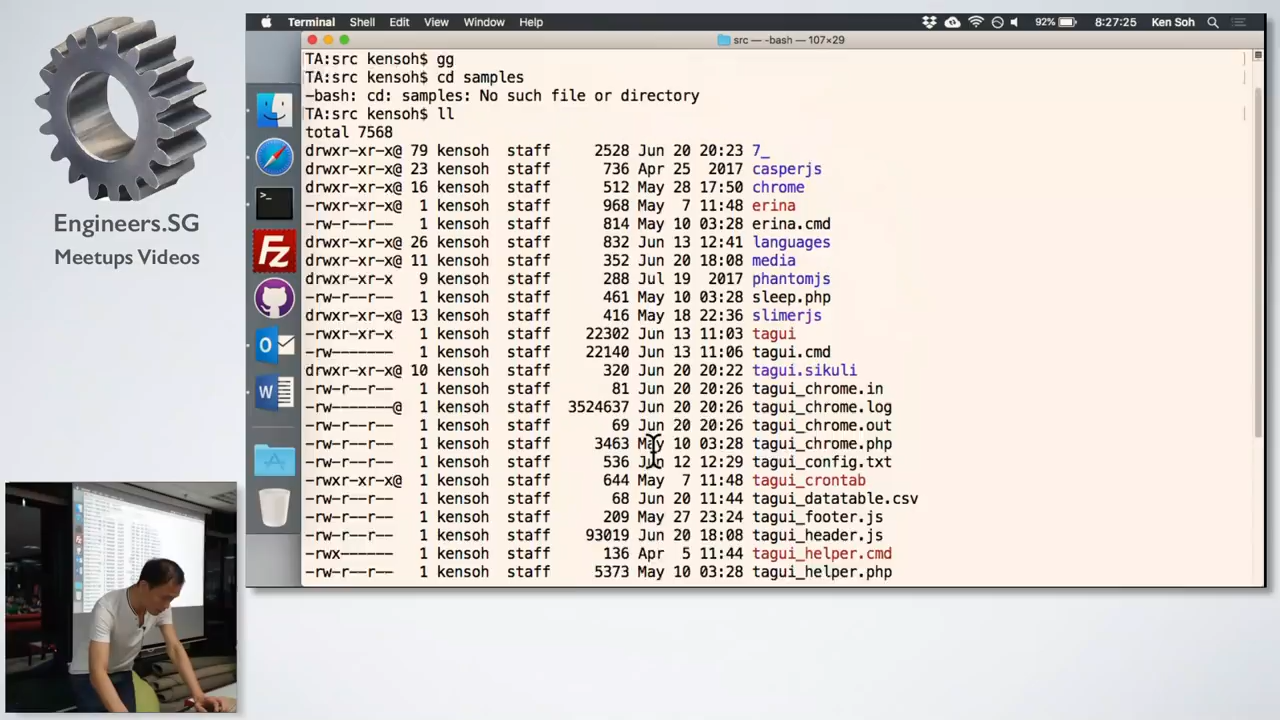 Terminal Shell Edit View Window Help 92% 8:27:25 Ken Soh
src — -bash — 107×29
TA:src kensoh$ gg
TA:src kensoh$ cd samples
-bash: cd: samples: No such file or directory
TA:src kensoh$ ll
total 7568
drwxr-xr-x@ 79 kensoh staff 2528 Jun 20 20:23 7_
drwxr-xr-x@ 23 kensoh staff 736 Apr 25 2017 casperjs
drwxr-xr-x@ 16 kensoh staff 512 May 28 17:50 chrome
-rwxr-xr-x@ 1 kensoh staff 968 May 7 11:48 erina
-rw-r--r-- 1 kensoh staff 814 May 10 03:28 erina.cmd
drwxr-xr-x@ 26 kensoh staff 832 Jun 13 12:41 languages
drwxr-xr-x@ 11 kensoh staff 352 Jun 20 18:08 media
drwxr-xr-x 9 kensoh staff 288 Jul 19 2017 phantomjs
-rw-r--r-- 1 kensoh staff 461 May 10 03:28 sleep.php
drwxr-xr-x@ 13 kensoh staff 416 May 18 22:36 slimerjs
-rwxr-xr-x 1 kensoh staff 22302 Jun 13 11:03 tagui
-rw------- 1 kensoh staff 22140 Jun 13 11:06 tagui.cmd
drwxr-xr-x@ 10 kensoh staff 320 Jun 20 20:22 tagui.sikuli
-rw-r--r-- 1 kensoh staff 81 Jun 20 20:26 tagui_chrome.in
-rw-------@ 1 kensoh staff 3524637 Jun 20 20:26 tagui_chrome.log
-rw-r--r-- 1 kensoh staff 69 Jun 20 20:26 tagui_chrome.out
-rw-r--r-- 1 kensoh staff 3463 May 10 03:28 tagui_chrome.php
-rw-r--r-- 1 kensoh staff 536 Jun 12 12:29 tagui_config.txt
-rwxr-xr-x@ 1 kensoh staff 644 May 7 11:48 tagui_crontab
-rw-r--r-- 1 kensoh staff 68 Jun 20 11:44 tagui_datatable.csv
-rw-r--r-- 1 kensoh staff 209 May 27 23:24 tagui_footer.js
-rw-r--r-- 1 kensoh staff 93019 Jun 20 18:08 tagui_header.js
-rwx------ 1 kensoh staff 136 Apr 5 11:44 tagui_helper.cmd
-rw-r--r-- 1 kensoh staff 5373 May 10 03:28 tagui_helper.php
Engineers.SG
Meetups Videos